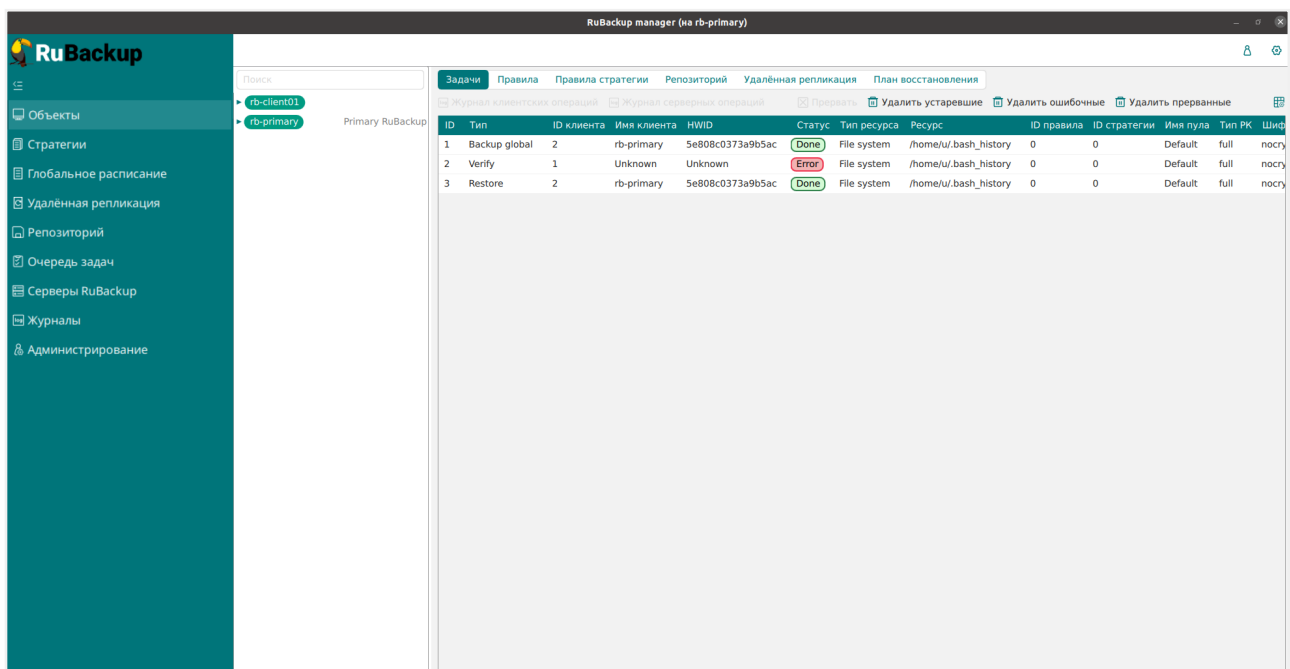 RuBackup manager (на rb-primary)
RuBackup
Объекты
Стратегии
Глобальное расписание
Удалённая репликация
Репозиторий
Очередь задач
Серверы RuBackup
Журналы
Администрирование
Поиск
rb-client01
rb-primary Primary RuBackup
Задачи Правила Правила стратегии Репозиторий Удалённая репликация План восстановления
Журнал клиентских операций Журнал серверных операций Прервать Удалить устаревшие Удалить ошибочные Удалить прерванные
ID Тип ID клиента Имя клиента HWID Статус Тип ресурса Ресурс ID правила ID стратегии Имя пула Тип РК Шиф
1 Backup global 2 rb-primary 5e808c0373a9b5ac Done File system /home/u/.bash_history 0 0 Default full nocry
2 Verify 1 Unknown Unknown Error File system /home/u/.bash_history 0 0 Default full nocry
3 Restore 2 rb-primary 5e808c0373a9b5ac Done File system /home/u/.bash_history 0 0 Default full nocry